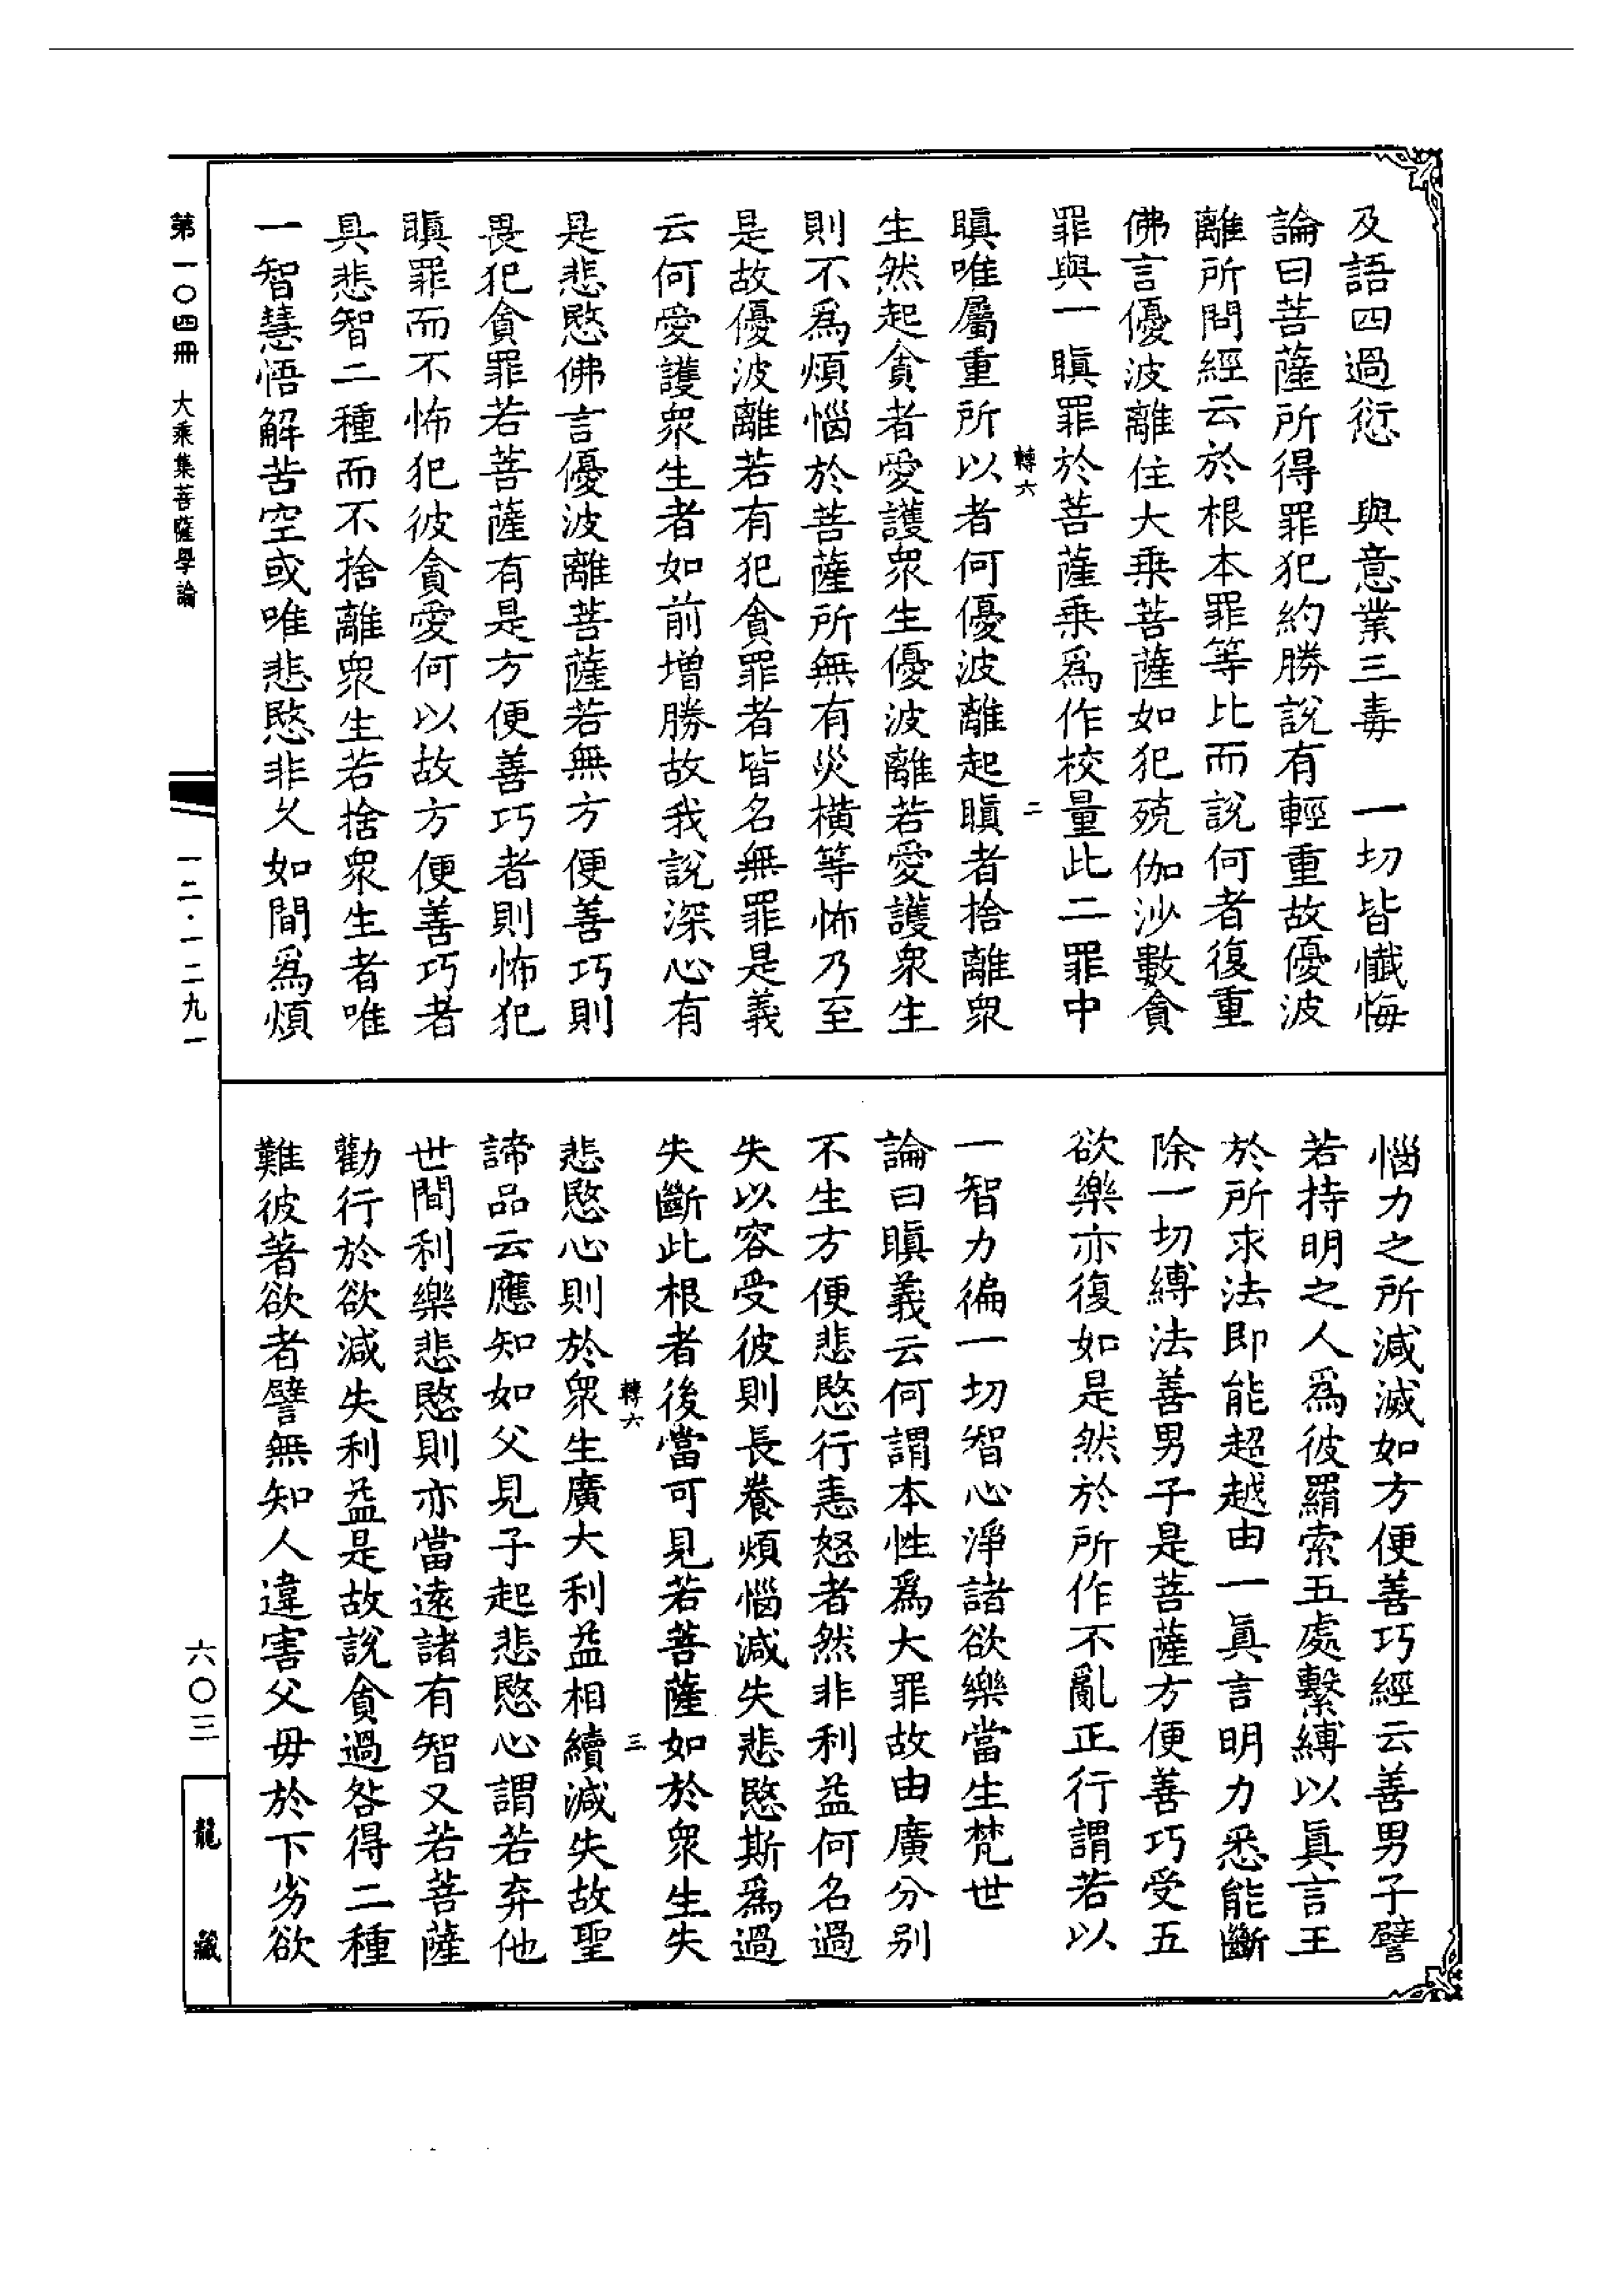 及語四過愆　與意業三毒　一切皆懺悔
論曰菩薩所得罪犯約勝說有輕重故優波
離所問經云於根本罪等比而說何者復重
佛言優波離住大乘菩薩如犯殑伽沙數貪
罪與一瞋罪於菩薩乘爲作校量此二罪中
轉六　二
瞋唯屬重所以者何優波離起瞋者捨離衆
生然起貪者愛護衆生優波離若愛護衆生
則不爲煩惱於菩薩所無有災橫等怖乃至
是故優波離若有犯貪罪者皆名無罪是義
云何愛護衆生者如前增勝故我說深心有
是悲愍佛言優波離菩薩若無方便善巧則
畏犯貪罪若菩薩有是方便善巧者則怖犯
瞋罪而不怖犯彼貪愛何以故方便善巧者
具悲智二種而不捨離衆生若捨衆生者唯
一智慧悟解苦空或唯悲愍非久如間爲煩
惱力之所減滅如方便善巧經云善男子譬
若持明之人爲彼羂索五處繫縛以眞言王
於所求法即能超越由一眞言明力悉能斷
除一切縛法善男子是菩薩方便善巧受五
欲樂亦復如是然於所作不亂正行謂若以
一智力徧一切智心淨諸欲樂當生梵世
論曰瞋義云何謂本性爲大罪故由廣分別
不生方便悲愍行恚怒者然非利益何名過
失以容受彼則長養煩惱減失悲愍斯爲過
失斷此根者後當可見若菩薩如於衆生失
轉六　三
悲愍心則於衆生廣大利益相續減失故聖
諦品云應知如父見子起悲愍心謂若弃他
世間利樂悲愍則亦當遠諸有智又若菩薩
勸行於欲減失利益是故說貪過咎得二種
難彼著欲者譬無知人違害父母於下劣欲
第一〇四冊　大乘集菩薩學論
一二·一二九一
六〇三
龍藏